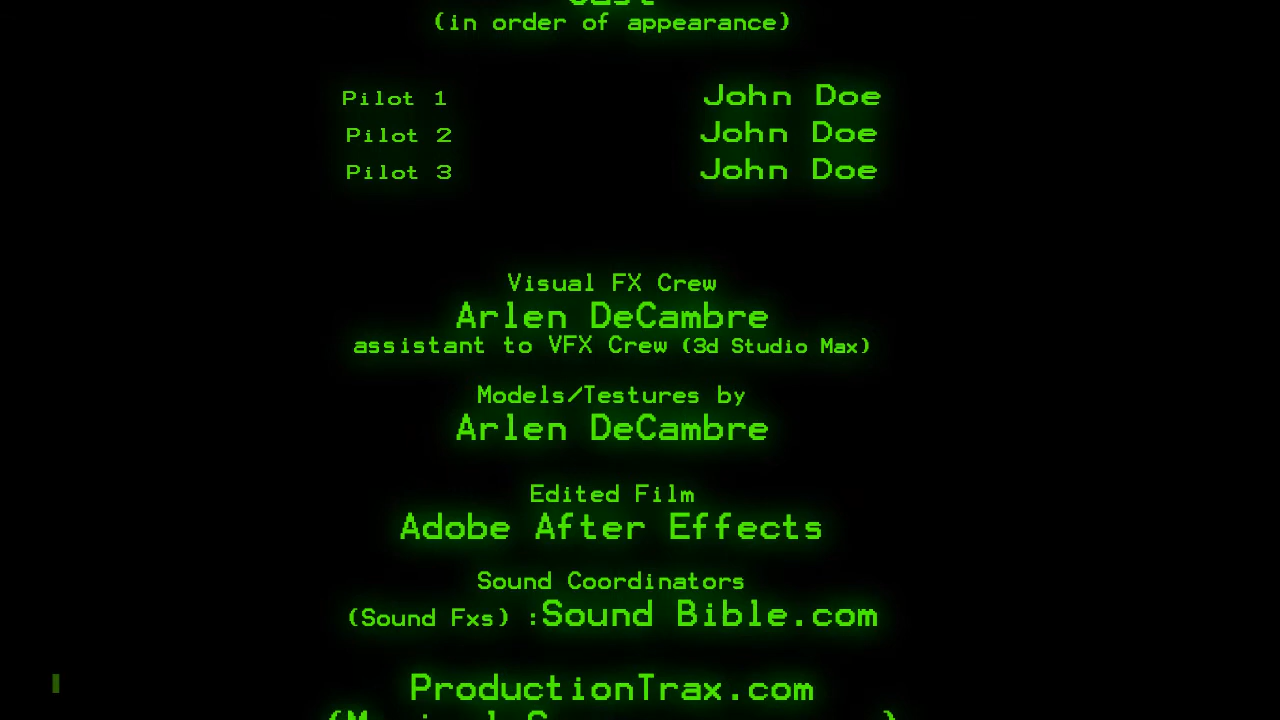 (in order of appearance)
Pilot 1 John Doe
Pilot 2 John Doe
Pilot 3 John Doe
Visual FX Crew
Arlen DeCambre
assistant to VFX Crew (3d Studio Max)
Models/Testures by
Arlen DeCambre
Edited Film
Adobe After Effects
Sound Coordinators
(Sound Fxs) :Sound Bible.com
ProductionTrax.com